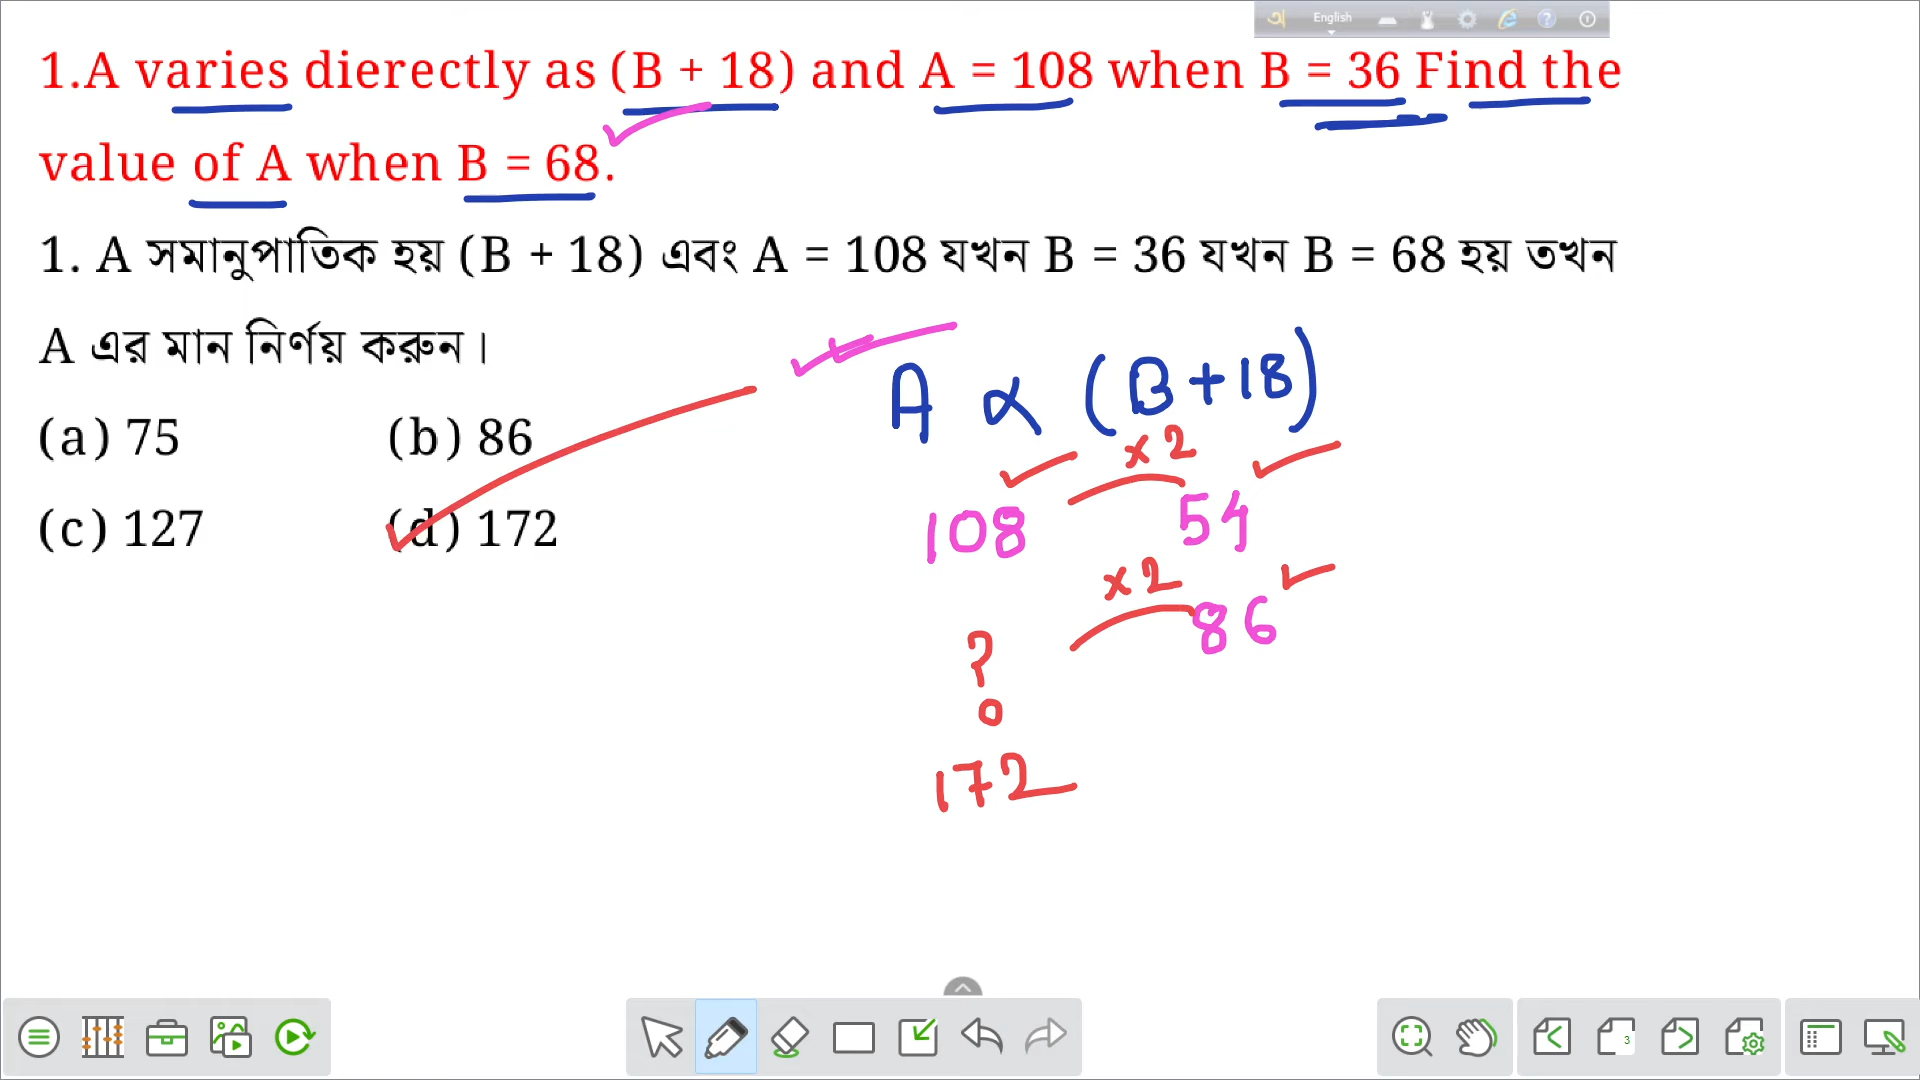 English
1.A varies dierectly as (B + 18) and A = 108 when B = 36 Find the
value of A when B = 68.
1. A সমানুপাতিক হয় (B + 18) এবং A = 108 যখন B = 36 যখন B = 68 হয় তখন
A এর মান নির্ণয় করুন।
(a) 75 (b) 86
(c) 127 (d) 172
A ∝ (B+18)
×2
108 54
×2
86
?
172
3